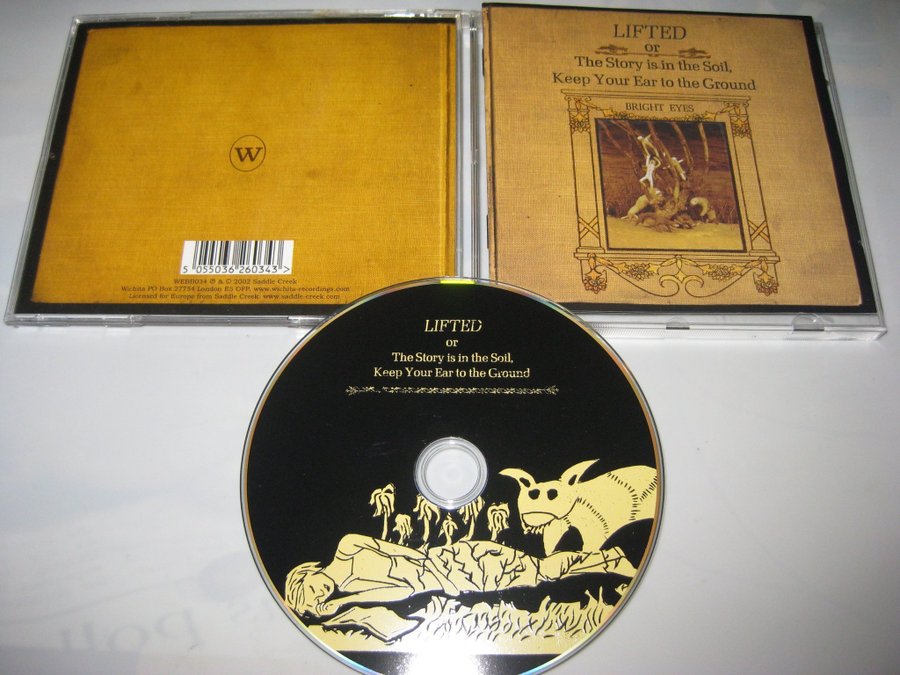 W
5 055036 260343 >
WEBB034 ℗ & © 2002 Saddle Creek
Wichita PO Box 27754 London E5 OFP. www.wichita-recordings.com
Licensed for Europe from Saddle Creek. www.saddle-creek.com
LIFTED
or
The Story is in the Soil,
Keep Your Ear to the Ground
BRIGHT EYES
LIFTED
or
The Story is in the Soil,
Keep Your Ear to the Ground